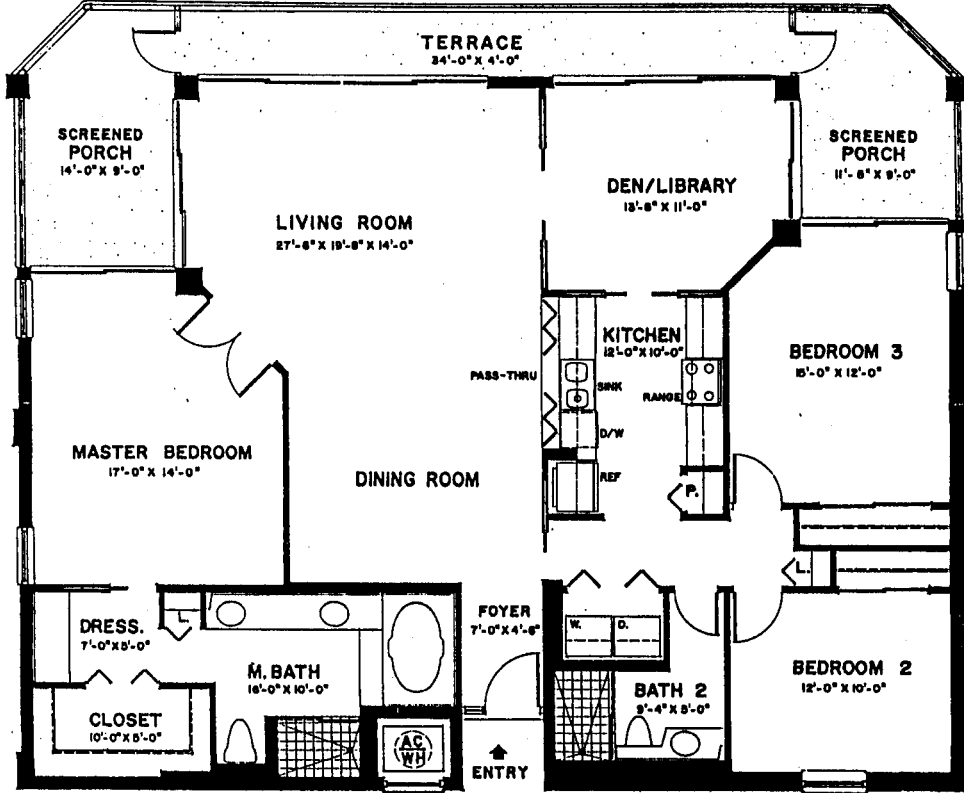 TERRACE
34'-0" X 4'-0"
SCREENED
PORCH
14'-0" X 9'-0"
SCREENED
PORCH
11'-6" X 9'-0"
DEN/LIBRARY
13'-6" X 11'-0"
LIVING ROOM
27'-6" X 19'-8" X 14'-0"
KITCHEN
12'-0" X 10'-0"
BEDROOM 3
15'-0" X 12'-0"
PASS-THRU
SINK
RANGE
D/W
MASTER BEDROOM
17'-0" X 14'-0"
DINING ROOM
REF
P.
L.
FOYER
7'-0" X 4'-6"
W.
D.
L.
DRESS.
7'-0" X 5'-0"
M. BATH
16'-0" X 10'-0"
BEDROOM 2
12'-0" X 10'-0"
BATH 2
9'-4" X 5'-0"
CLOSET
10'-0" X 5'-0"
AC
WH
ENTRY